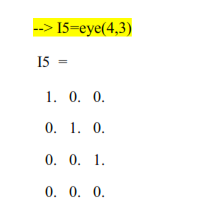 --> I5=eye(4,3)
I5 =
1. 0. 0.
0. 1. 0.
0. 0. 1.
0. 0. 0.